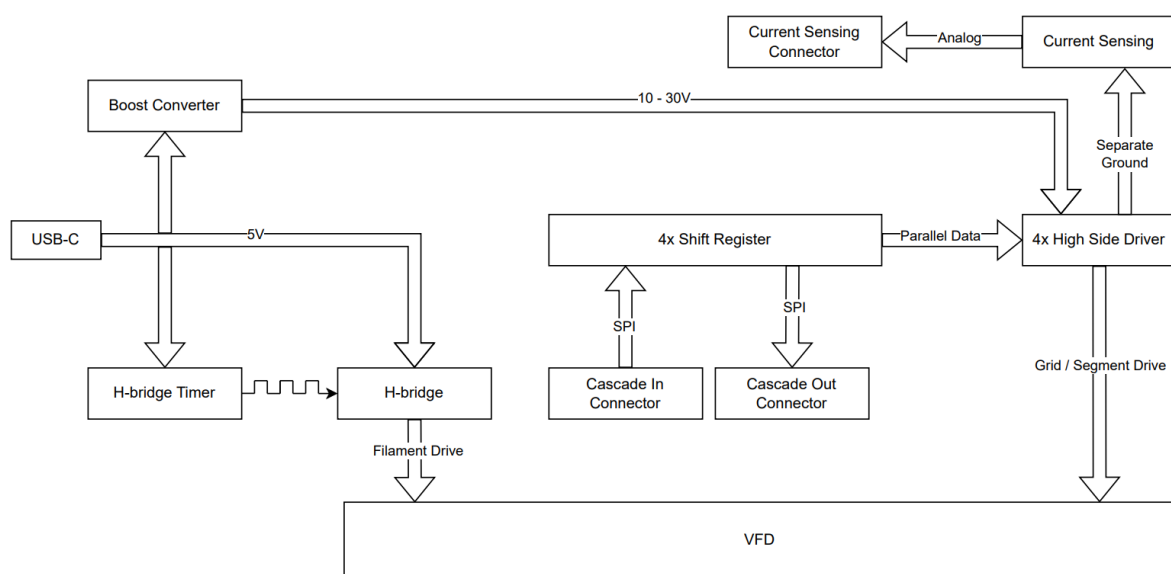 Current Sensing
Connector
Analog
Current Sensing
Boost Converter
10 - 30V
Separate
Ground
USB-C
5V
4x Shift Register
Parallel Data
4x High Side Driver
SPI
SPI
H-bridge Timer
H-bridge
Cascade In
Connector
Cascade Out
Connector
Grid / Segment Drive
Filament Drive
VFD